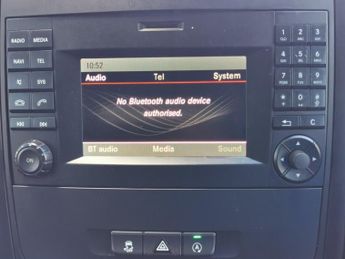 RADIO MEDIA
NAVI TEL
SYS
ON
10:52
Audio Tel System
No Bluetooth audio device
authorised.
BT audio Media Sound
1 2 3
4 5 6
7 8 9
* 0 #
C
A